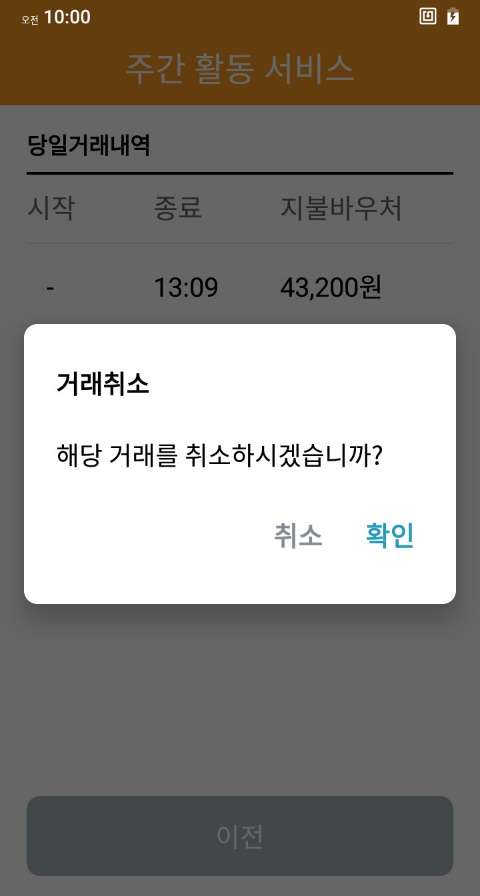 오전 10:00
주간 활동 서비스
당일거래내역
시작 종료 지불바우처
- 13:09 43,200원
거래취소
해당 거래를 취소하시겠습니까?
취소 확인
이전